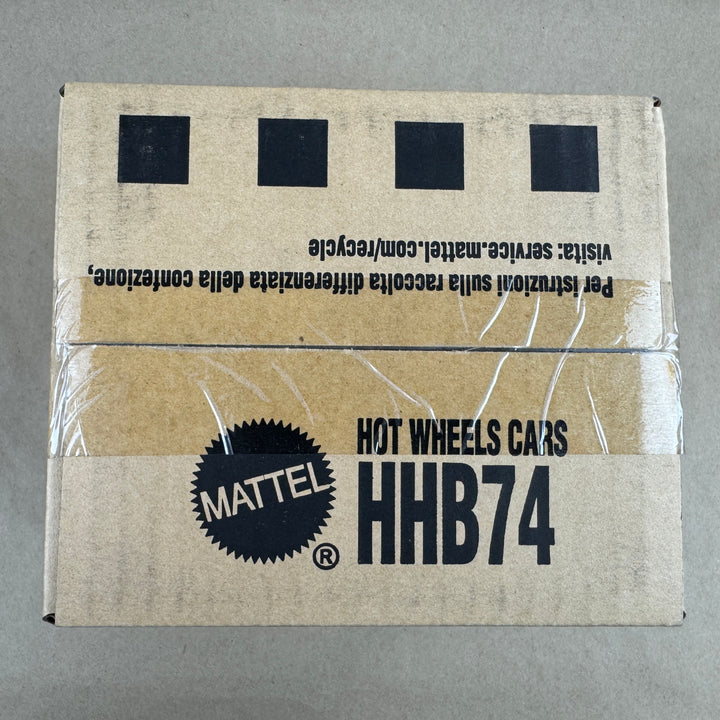 Per istruzioni sulla raccolta differenziata della confezione,
visita: service.mattel.com/recycle
MATTEL
®
HOT WHEELS CARS
HHB74